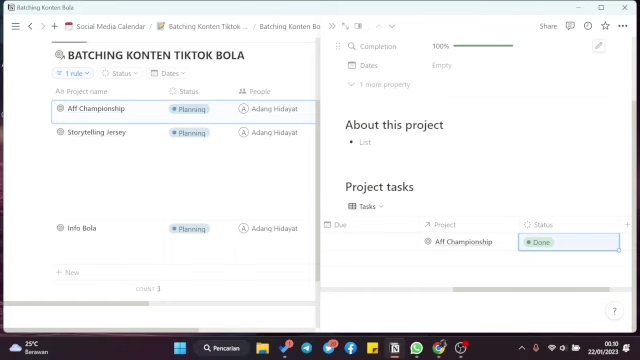 Batching Konten Bola
Social Media Calendar / Batching Konten Tiktok ... / Batching Konten Bo
Share
BATCHING KONTEN TIKTOK BOLA
1 rule
Status
Dates
Aa Project name
Status
People
Aff Championship
Planning
A Adang Hidayat
Storytelling Jersey
Planning
A Adang Hidayat
Info Bola
Planning
A Adang Hidayat
+ New
COUNT 3
Completion
100%
Dates
Empty
1 more property
About this project
• List
Project tasks
Tasks
Due
Project
Status
Aff Championship
Done
?
25°C
Berawan
Pencarian
00.10
22/01/2023